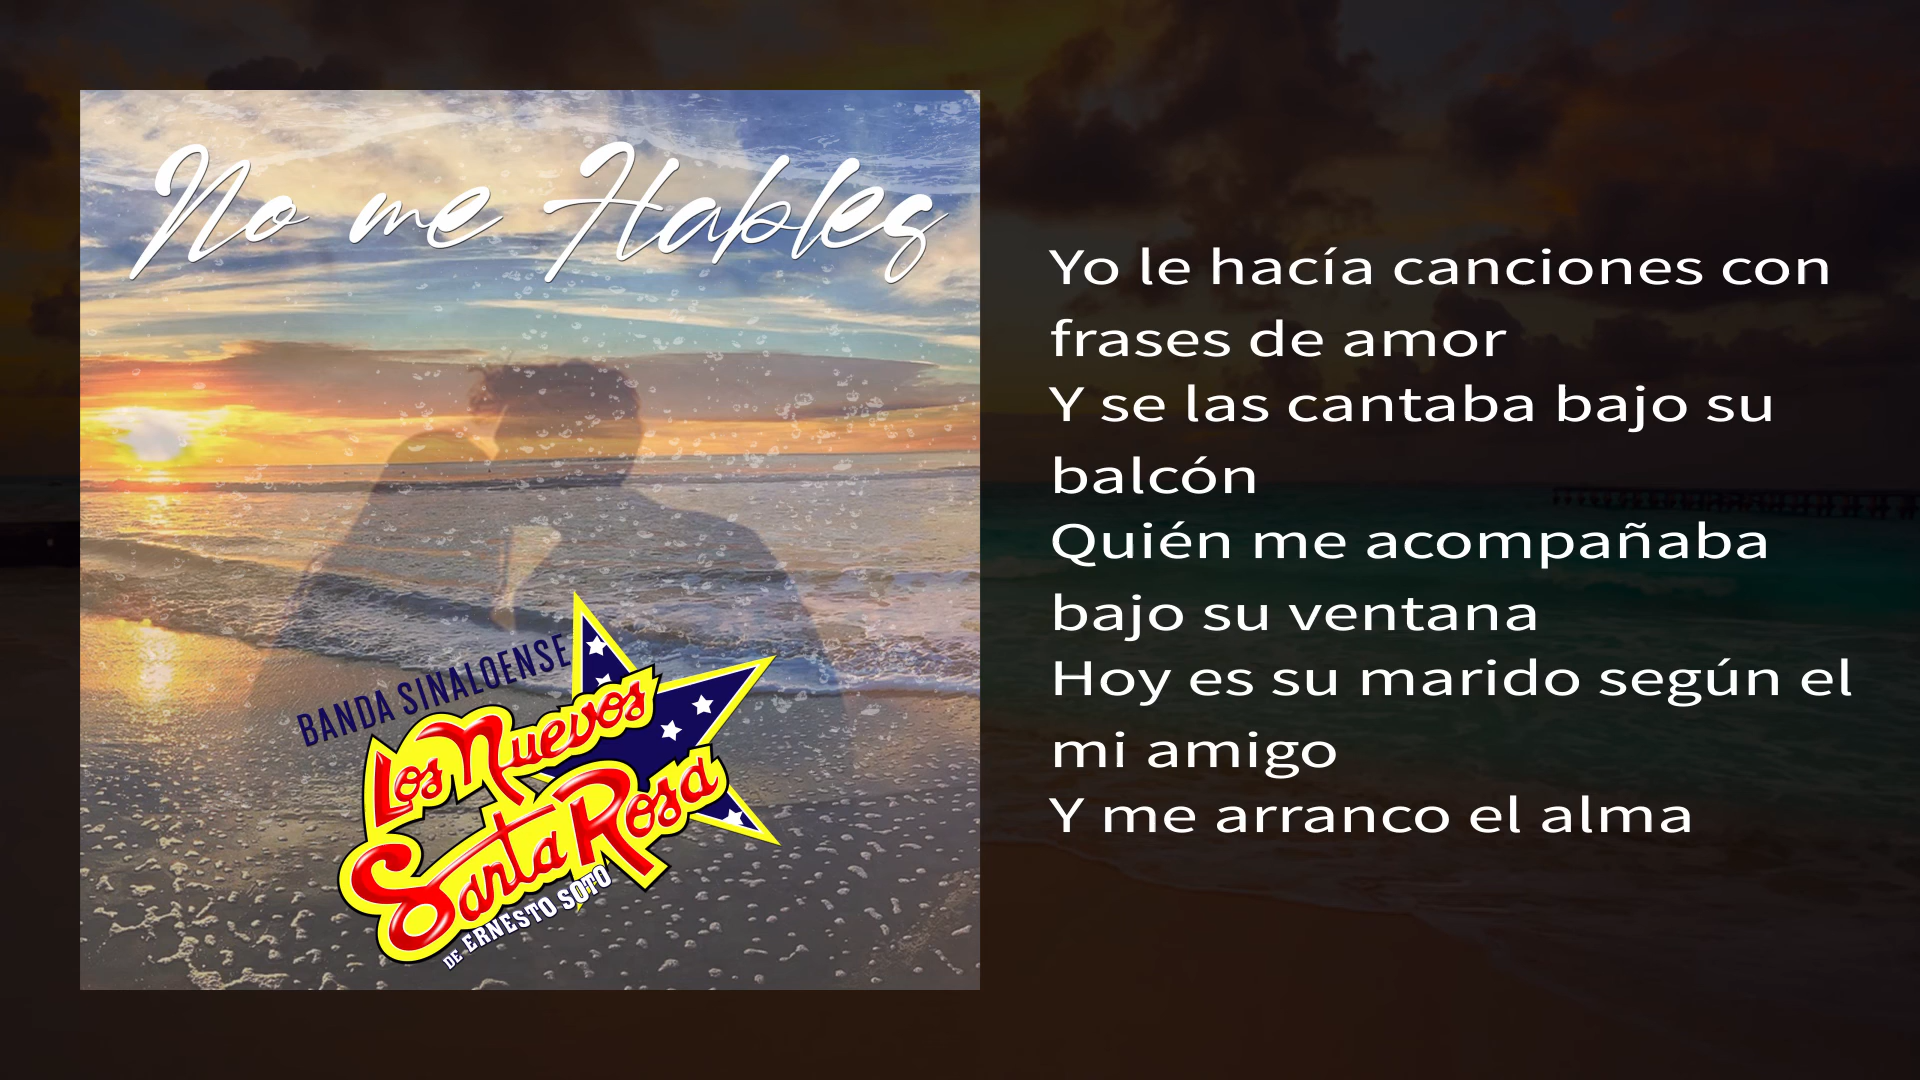 No me Hables
BANDA SINALOENSE
Los Nuevos
Santa Rosa
DE ERNESTO SOTO
Yo le hacía canciones con
frases de amor
Y se las cantaba bajo su
balcón
Quién me acompañaba
bajo su ventana
Hoy es su marido según el
mi amigo
Y me arranco el alma